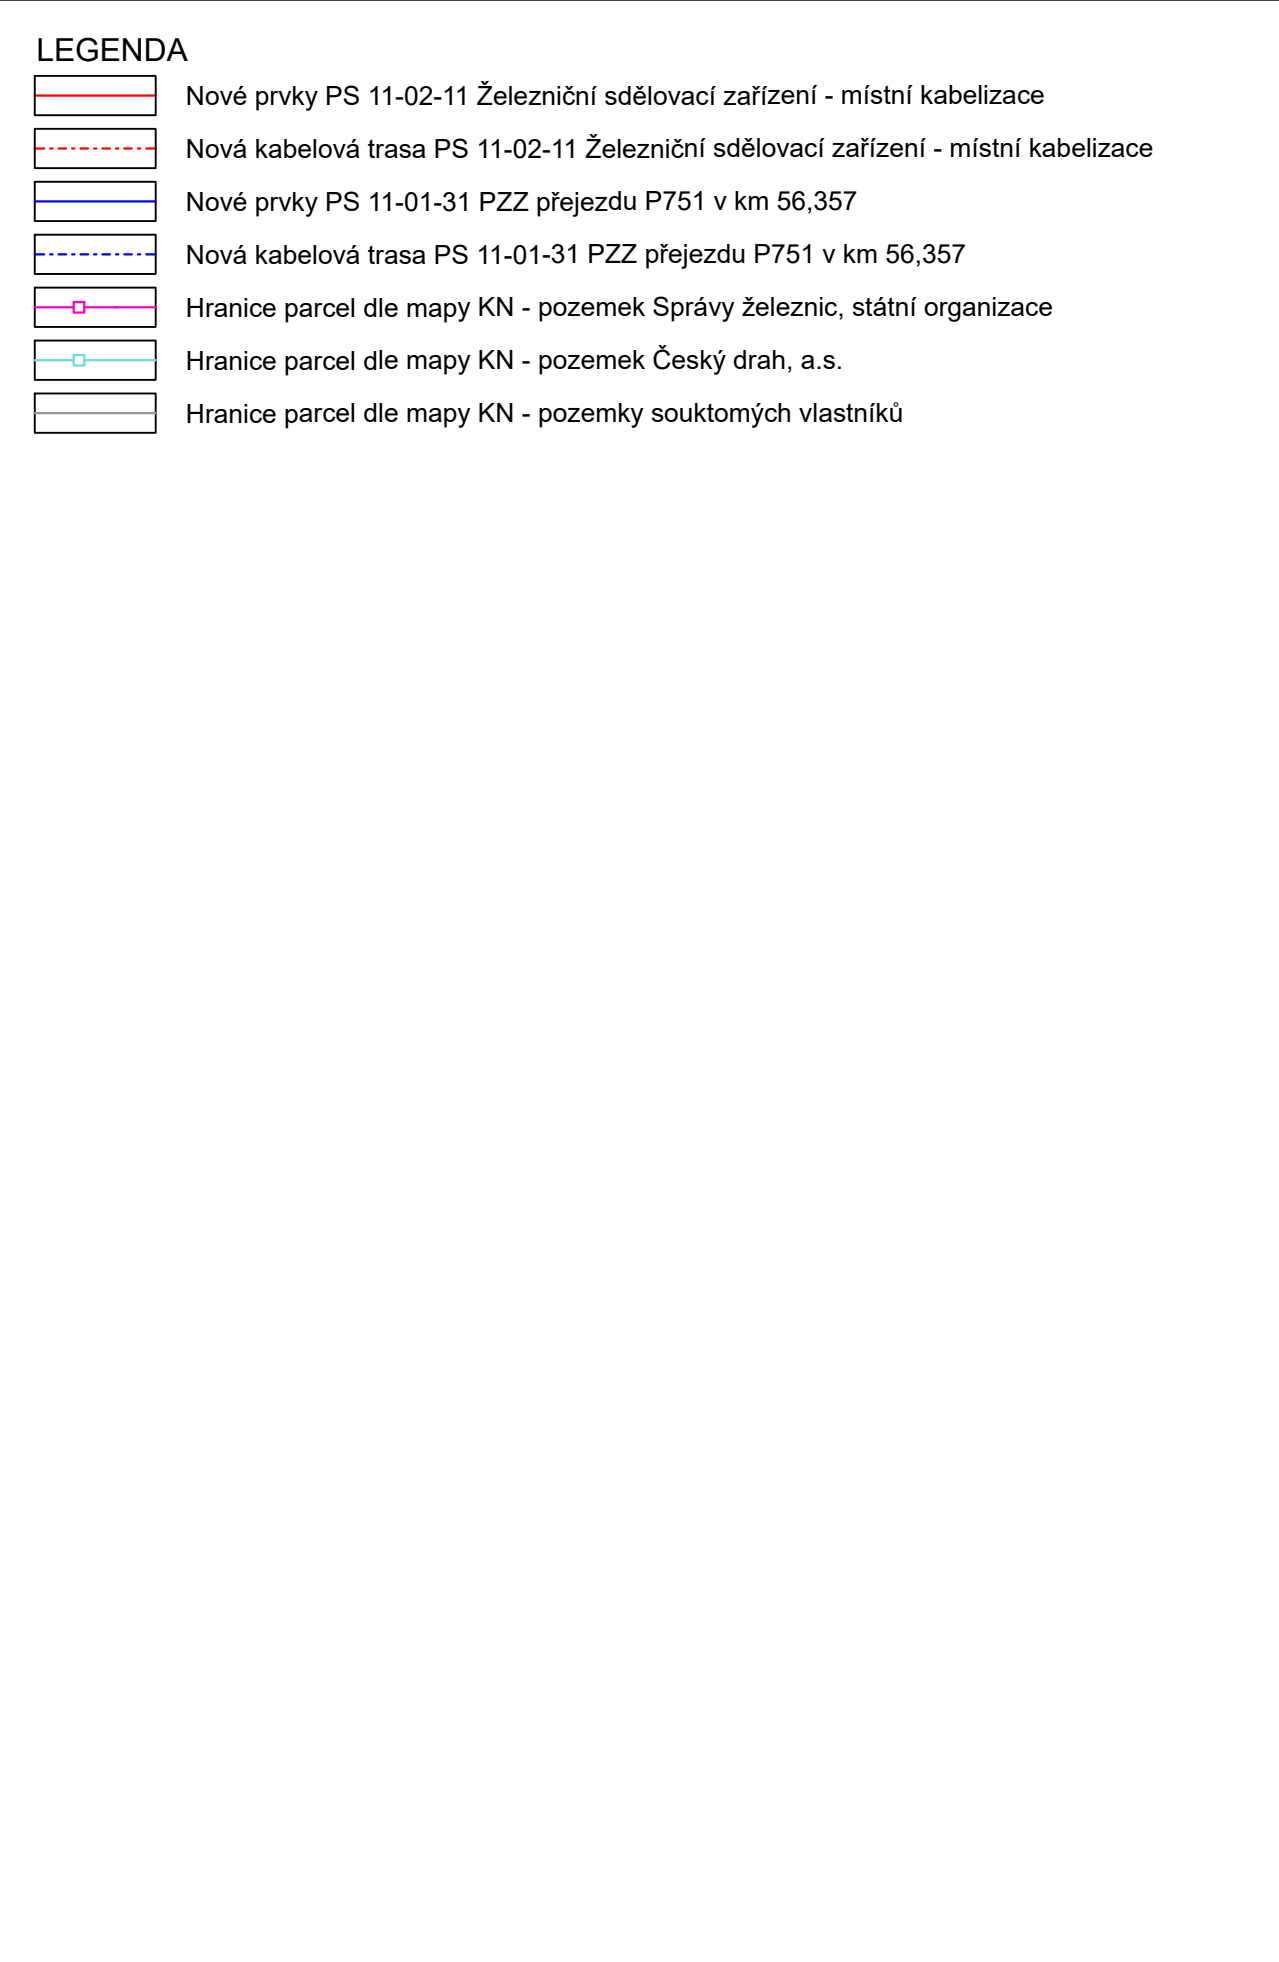 LEGENDA
Nové prvky PS 11-02-11 Železniční sdělovací zařízení - místní kabelizace
Nová kabelová trasa PS 11-02-11 Železniční sdělovací zařízení - místní kabelizace
Nové prvky PS 11-01-31 PZZ přejezdu P751 v km 56,357
Nová kabelová trasa PS 11-01-31 PZZ přejezdu P751 v km 56,357
Hranice parcel dle mapy KN - pozemek Správy železnic, státní organizace
Hranice parcel dle mapy KN - pozemek Český drah, a.s.
Hranice parcel dle mapy KN - pozemky souktomých vlastníků